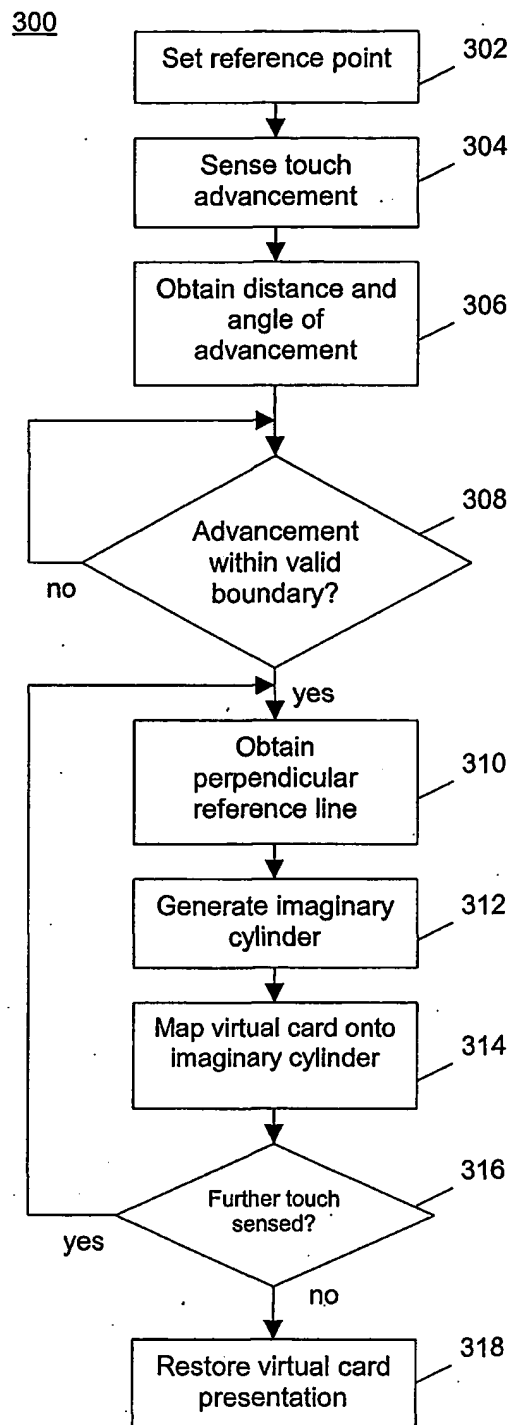 300
Set reference point
302
Sense touch
advancement
304
Obtain distance and
angle of
advancement
306
Advancement
within valid
boundary?
308
no
yes
Obtain
perpendicular
reference line
310
Generate imaginary
cylinder
312
Map virtual card onto
imaginary cylinder
314
Further touch
sensed?
316
yes
no
Restore virtual card
presentation
318